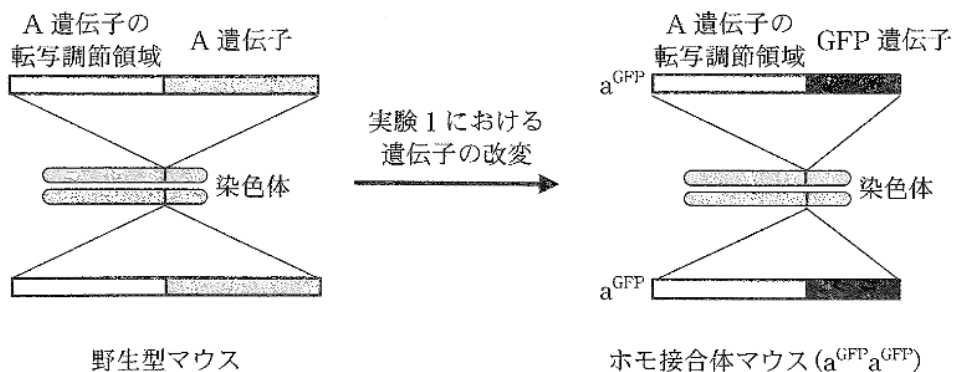 A 遺伝子の
転写調節領域
A 遺伝子
染色体
野生型マウス
実験 1 における
遺伝子の改変
A 遺伝子の
転写調節領域
GFP 遺伝子
a^GFP
染色体
a^GFP
ホモ接合体マウス (a^GFP a^GFP)